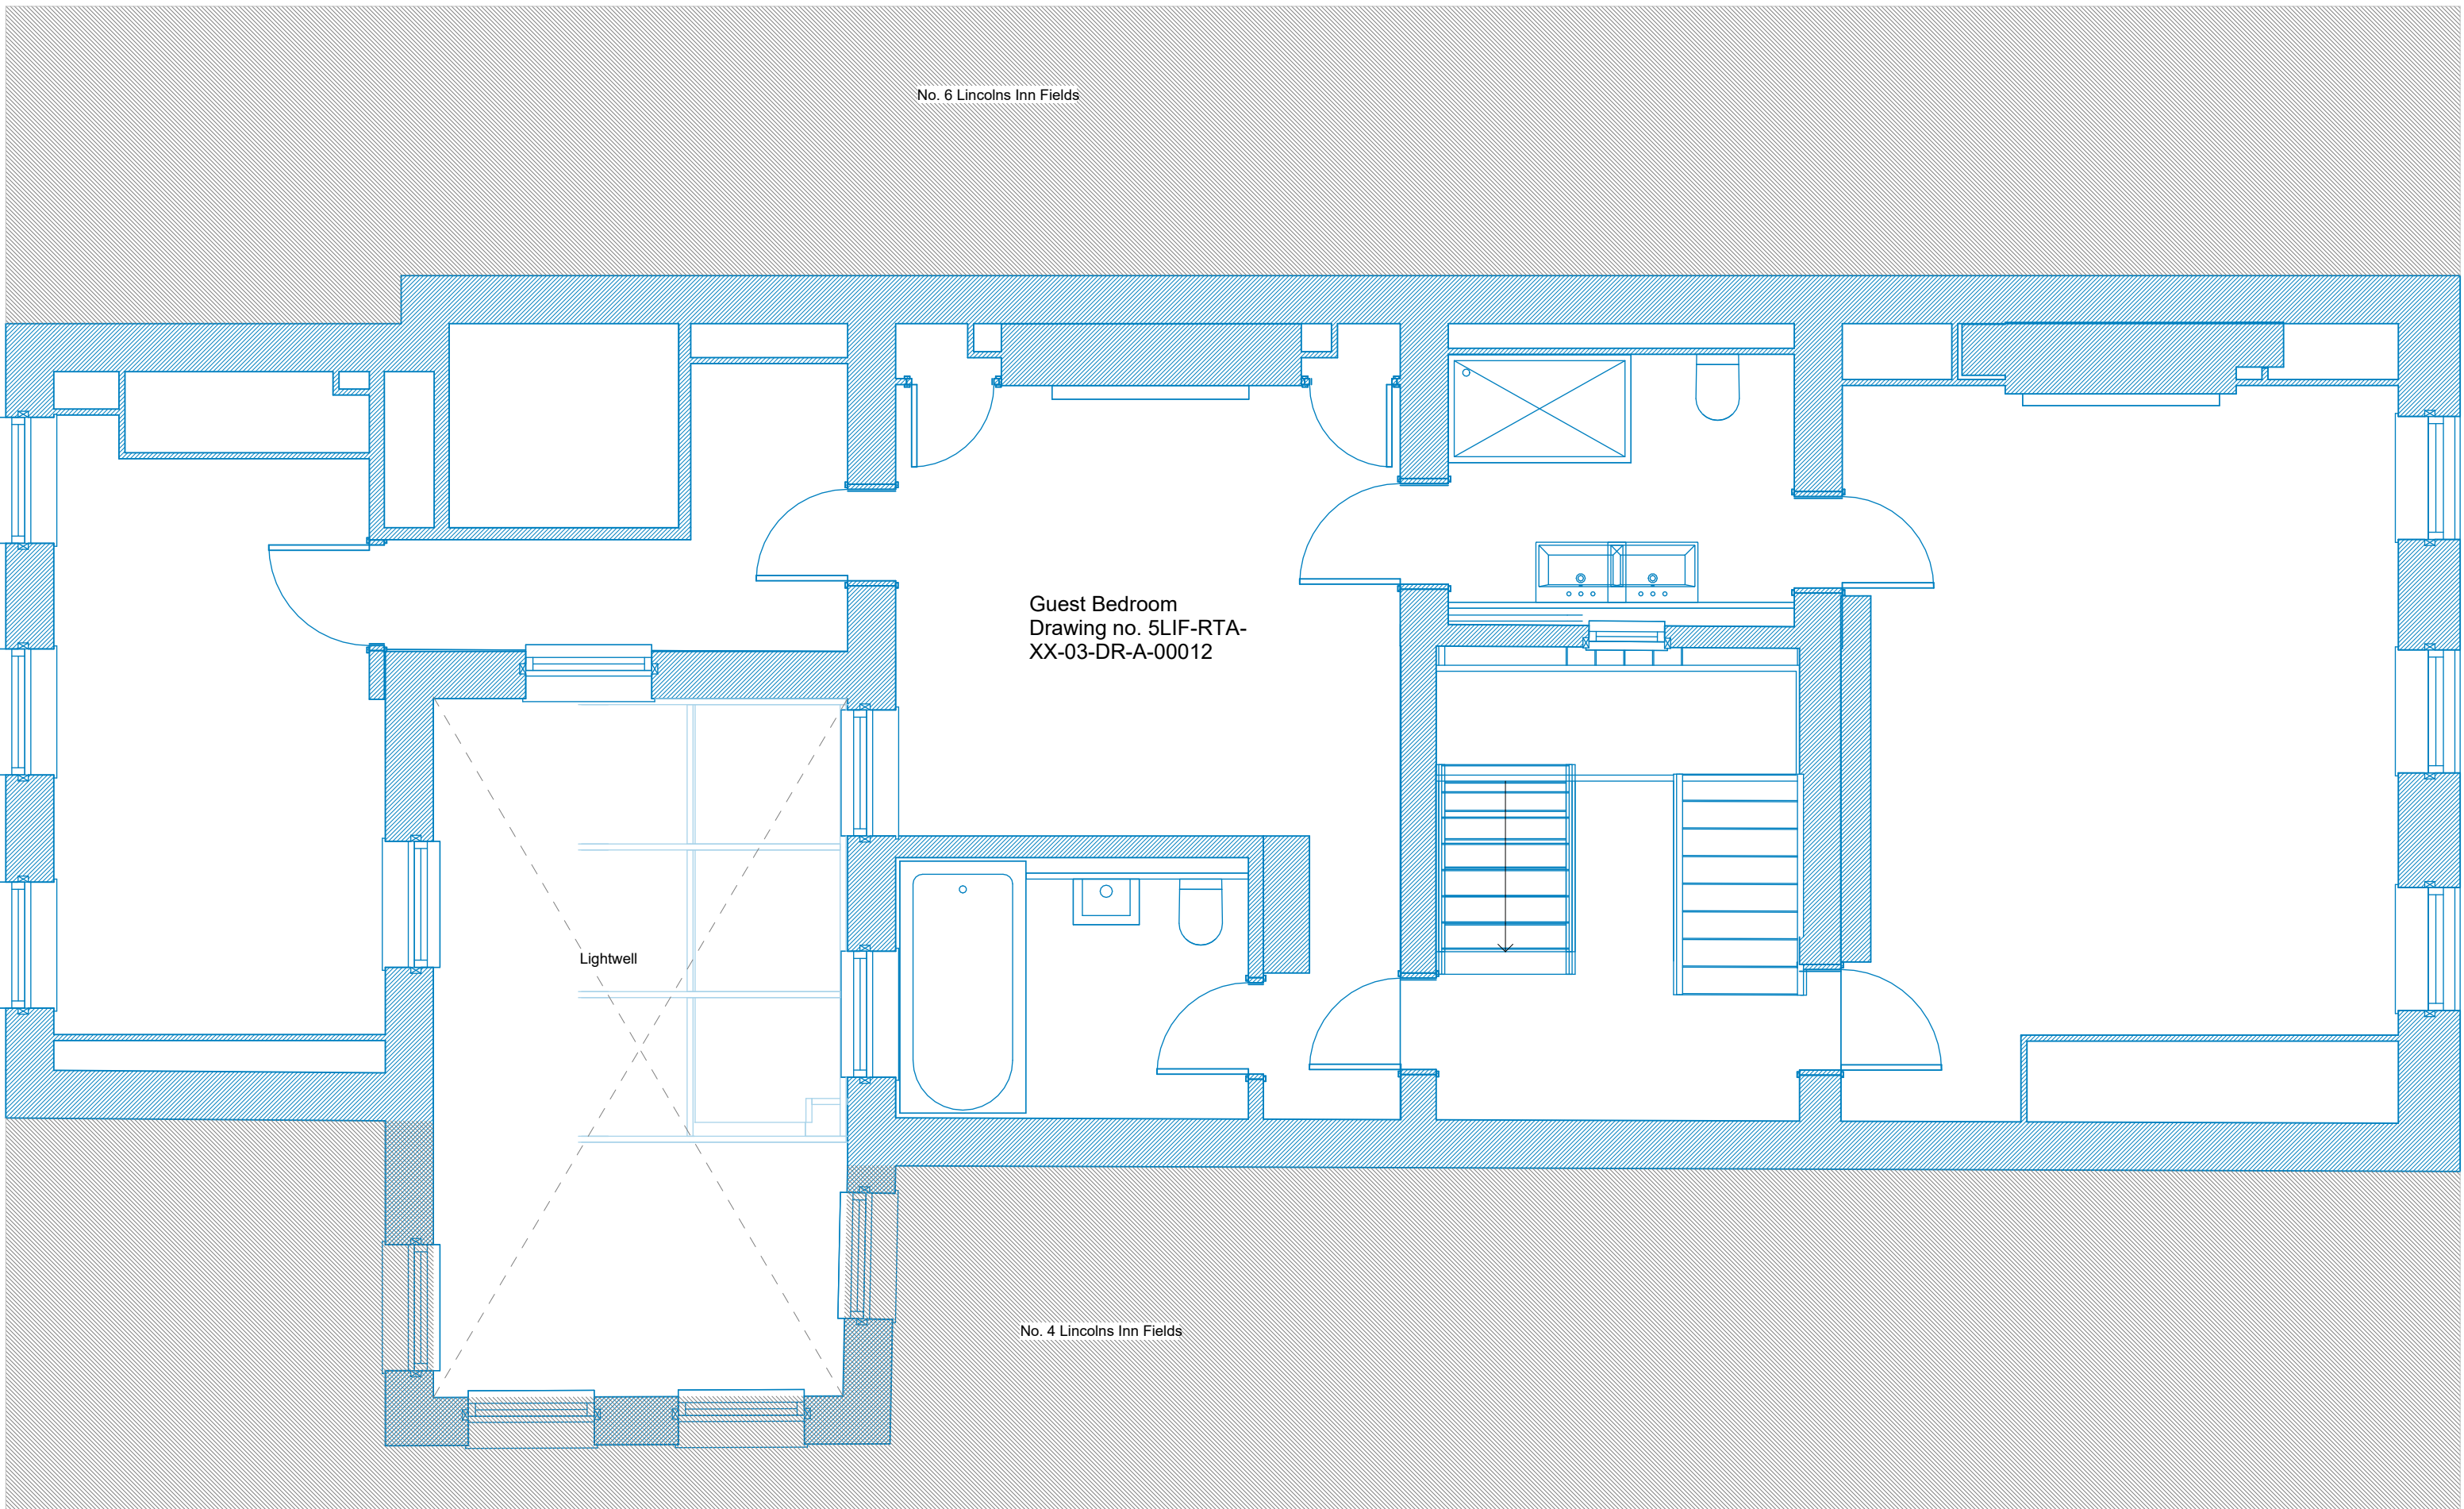 No. 6 Lincolns Inn Fields
Guest Bedroom
Drawing no. 5LIF-RTA-
XX-03-DR-A-00012
Lightwell
No. 4 Lincolns Inn Fields